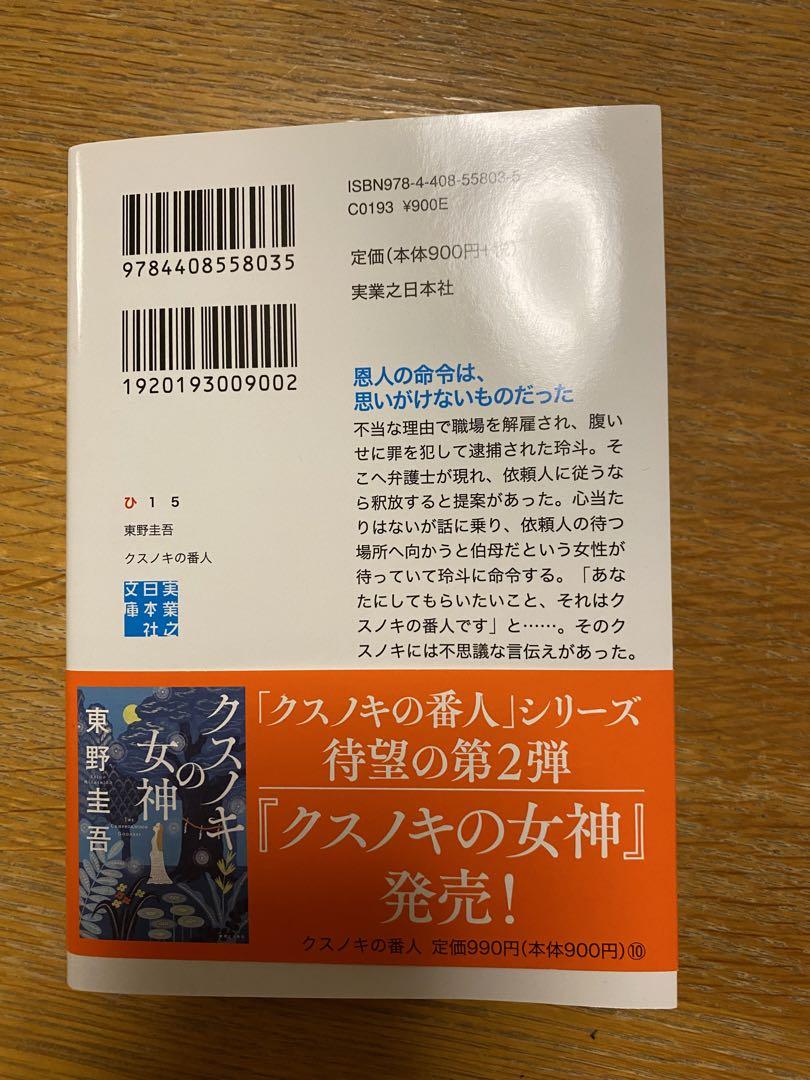 9784408558035
1920193009002
ISBN978-4-408-55803-5
C0193 ¥900E
定価(本体900円+税)
実業之日本社
恩人の命令は、
思いがけないものだった
不当な理由で職場を解雇され、腹い
せに罪を犯して逮捕された玲斗。そ
こへ弁護士が現れ、依頼人に従うな
ら釈放すると提案があった。心当た
りはないが話に乗り、依頼人の待つ
場所へ向かうと伯母だという女性が
待っていて玲斗に命令する。「あな
たにしてもらいたいこと、それはク
スノキの番人です」と……。そのク
スノキには不思議な言伝えがあった。
ひ 1 5
東野圭吾
クスノキの番人
実業之
日本社
文庫
クスノキ
の
女神
東野圭吾
THE
CAMPHORWOOD
GODDESS
「クスノキの番人」シリーズ
待望の第2弾
『クスノキの女神』
発売!
クスノキの番人 定価990円(本体900円)⑩